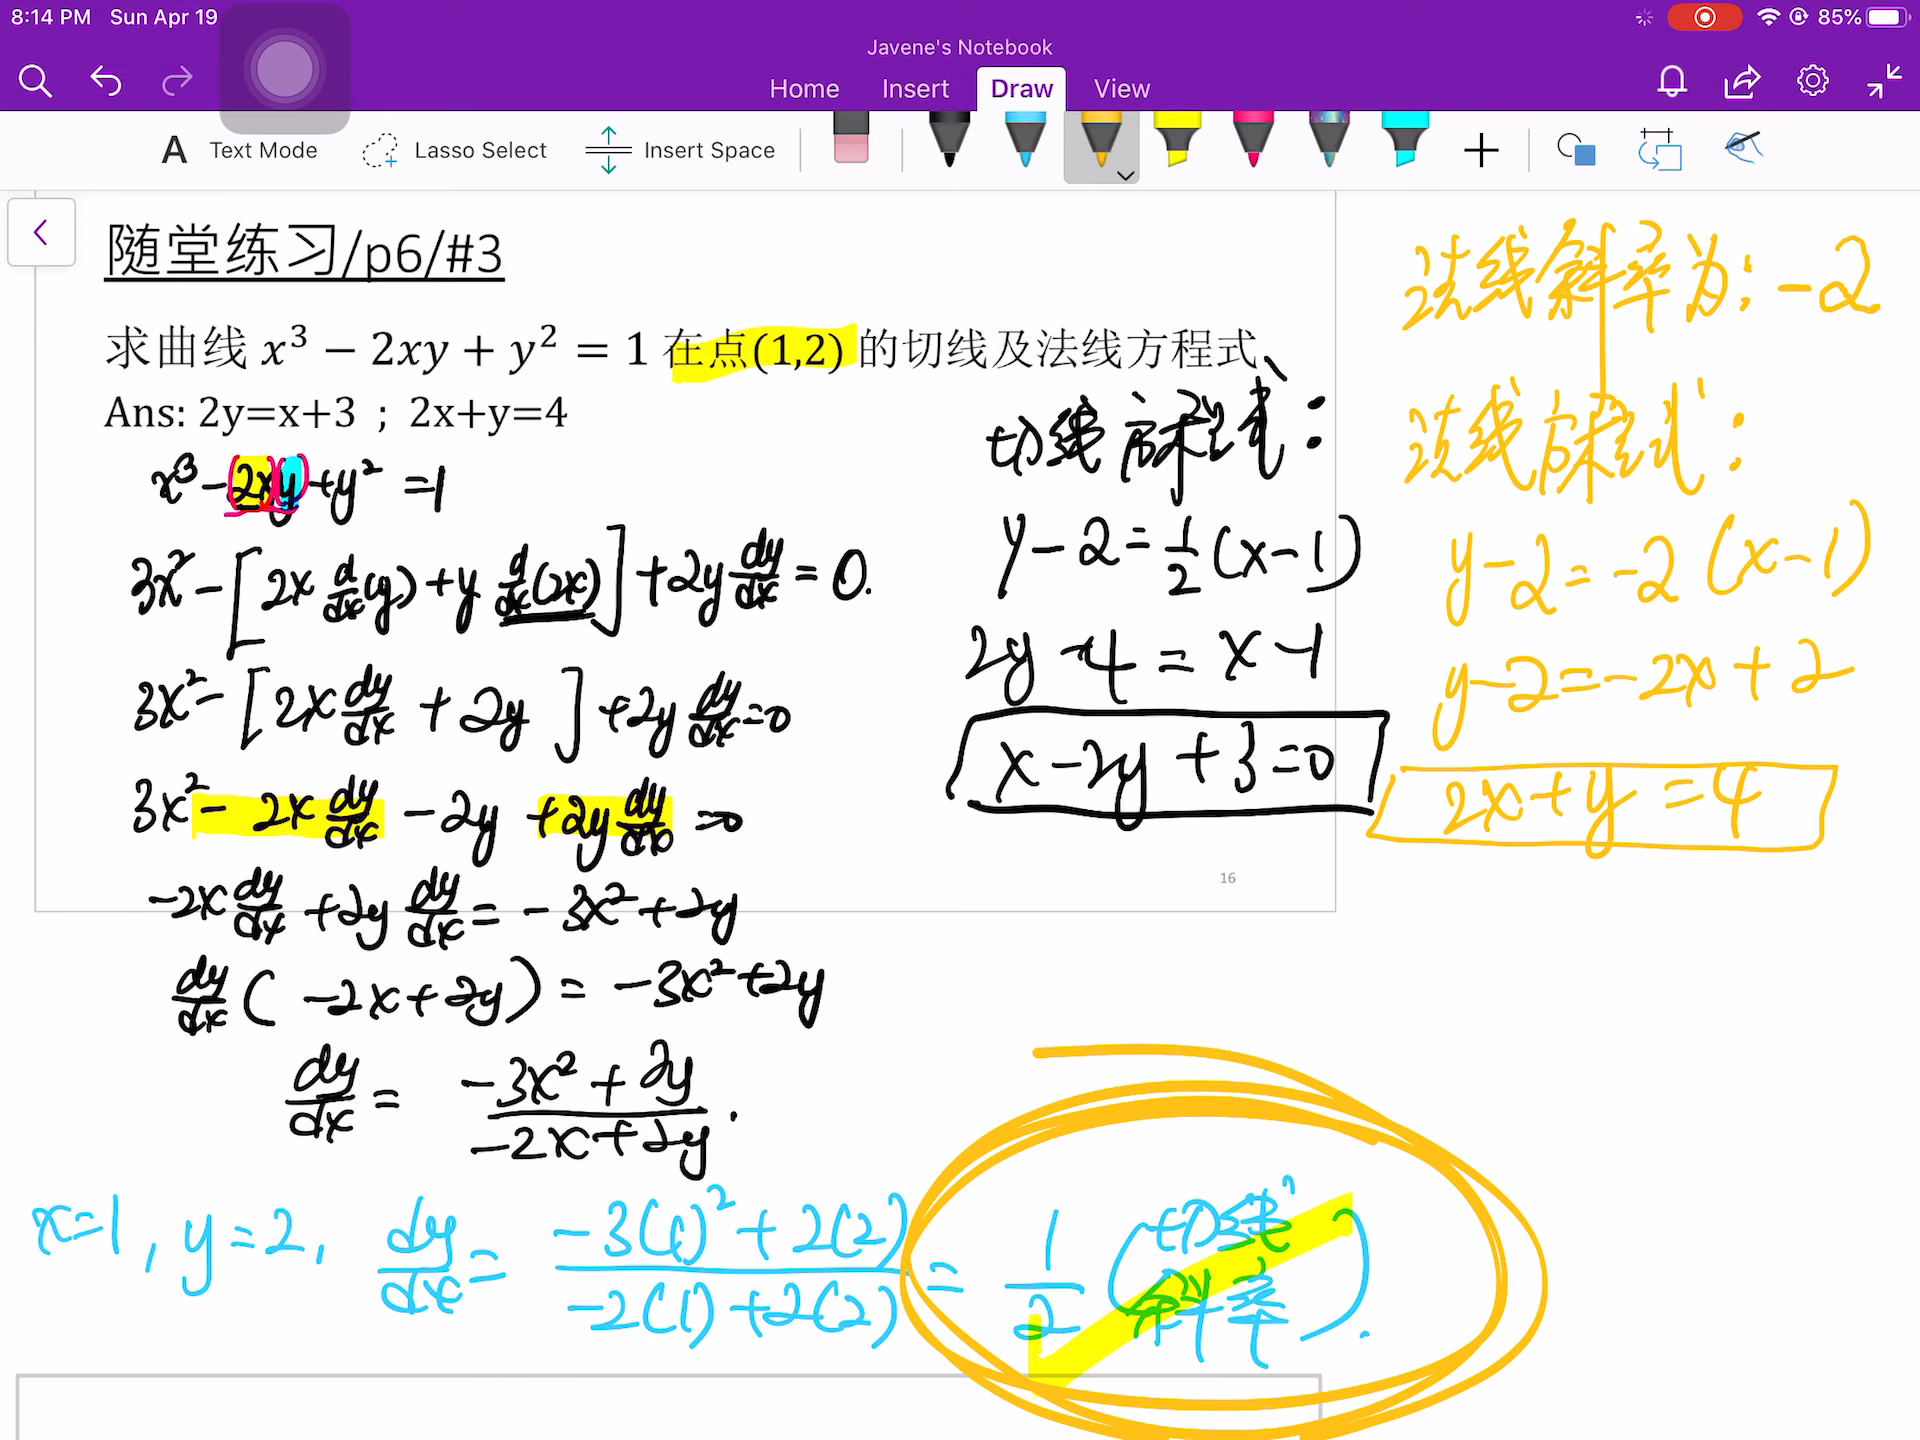 8:14 PM Sun Apr 19
85%
Javene's Notebook
Home Insert Draw View
A Text Mode Lasso Select Insert Space
随堂练习/p6/#3
求曲线 x³ − 2xy + y² = 1 在点(1,2) 的切线及法线方程式
Ans: 2y=x+3 ; 2x+y=4
x³-(2x)(y)+y² =1
3x²-[2x d/dx(y)+y d/dx(2x)]+2y dy/dx = 0.
3x²-[2x dy/dx + 2y]+2y dy/dx=0
3x²-2x dy/dx -2y +2y dy/dx =0
-2x dy/dx +2y dy/dx = -3x²+2y
dy/dx (-2x+2y) = -3x²+2y
dy/dx = (-3x²+2y)/(-2x+2y).
x=1, y=2, dy/dx = (-3(1)²+2(2))/(-2(1)+2(2)) = 1/2 (切线斜率).
切线方程式:
y-2=1/2(x-1)
2y-4 = x-1
x-2y+3=0
16
法线斜率为: -2
法线方程式:
y-2=-2(x-1)
y-2=-2x+2
2x+y=4